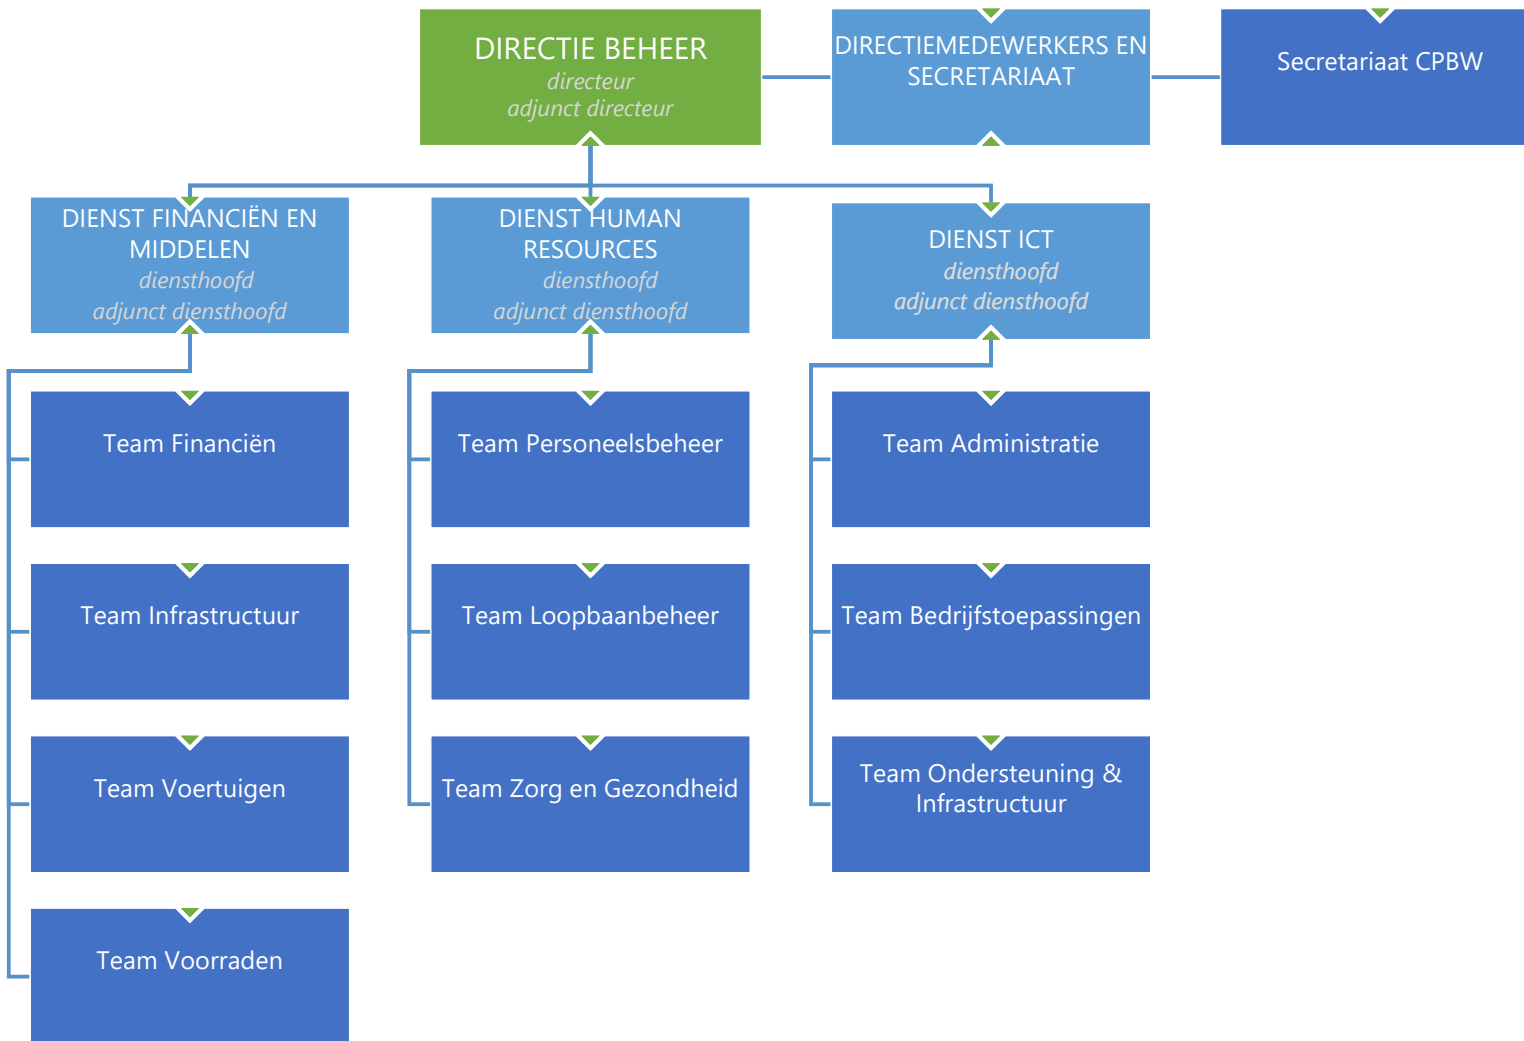 DIRECTIE BEHEER
directeur
adjunct directeur
DIRECTIEMEDEWERKERS EN
SECRETARIAAT
Secretariaat CPBW
DIENST FINANCIËN EN
MIDDELEN
diensthoofd
adjunct diensthoofd
DIENST HUMAN
RESOURCES
diensthoofd
adjunct diensthoofd
DIENST ICT
diensthoofd
adjunct diensthoofd
Team Financiën
Team Personeelsbeheer
Team Administratie
Team Infrastructuur
Team Loopbaanbeheer
Team Bedrijfstoepassingen
Team Voertuigen
Team Zorg en Gezondheid
Team Ondersteuning &
Infrastructuur
Team Voorraden